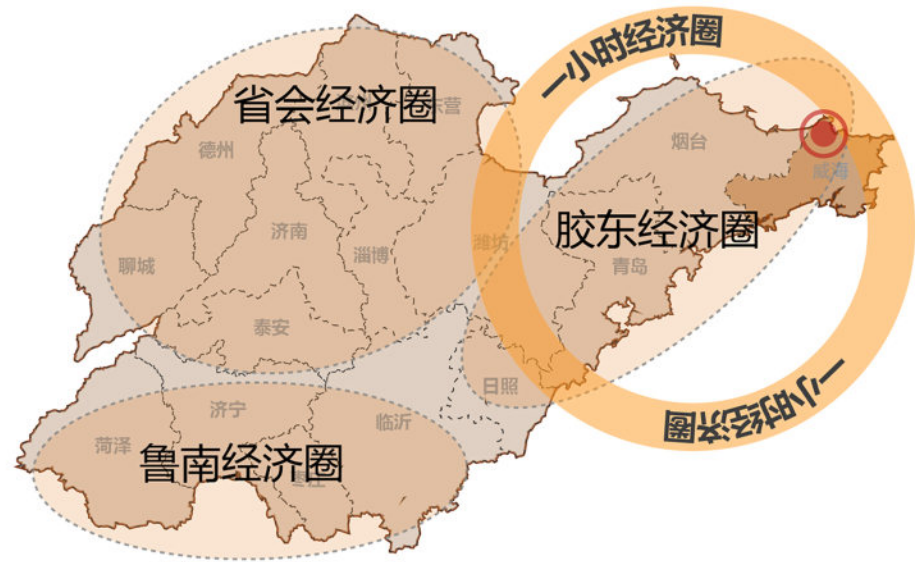 一小时经济圈
省会经济圈
东营
德州
烟台
威海
胶东经济圈
济南
淄博
潍坊
青岛
聊城
泰安
日照
一小时经济圈
济宁
临沂
菏泽
鲁南经济圈